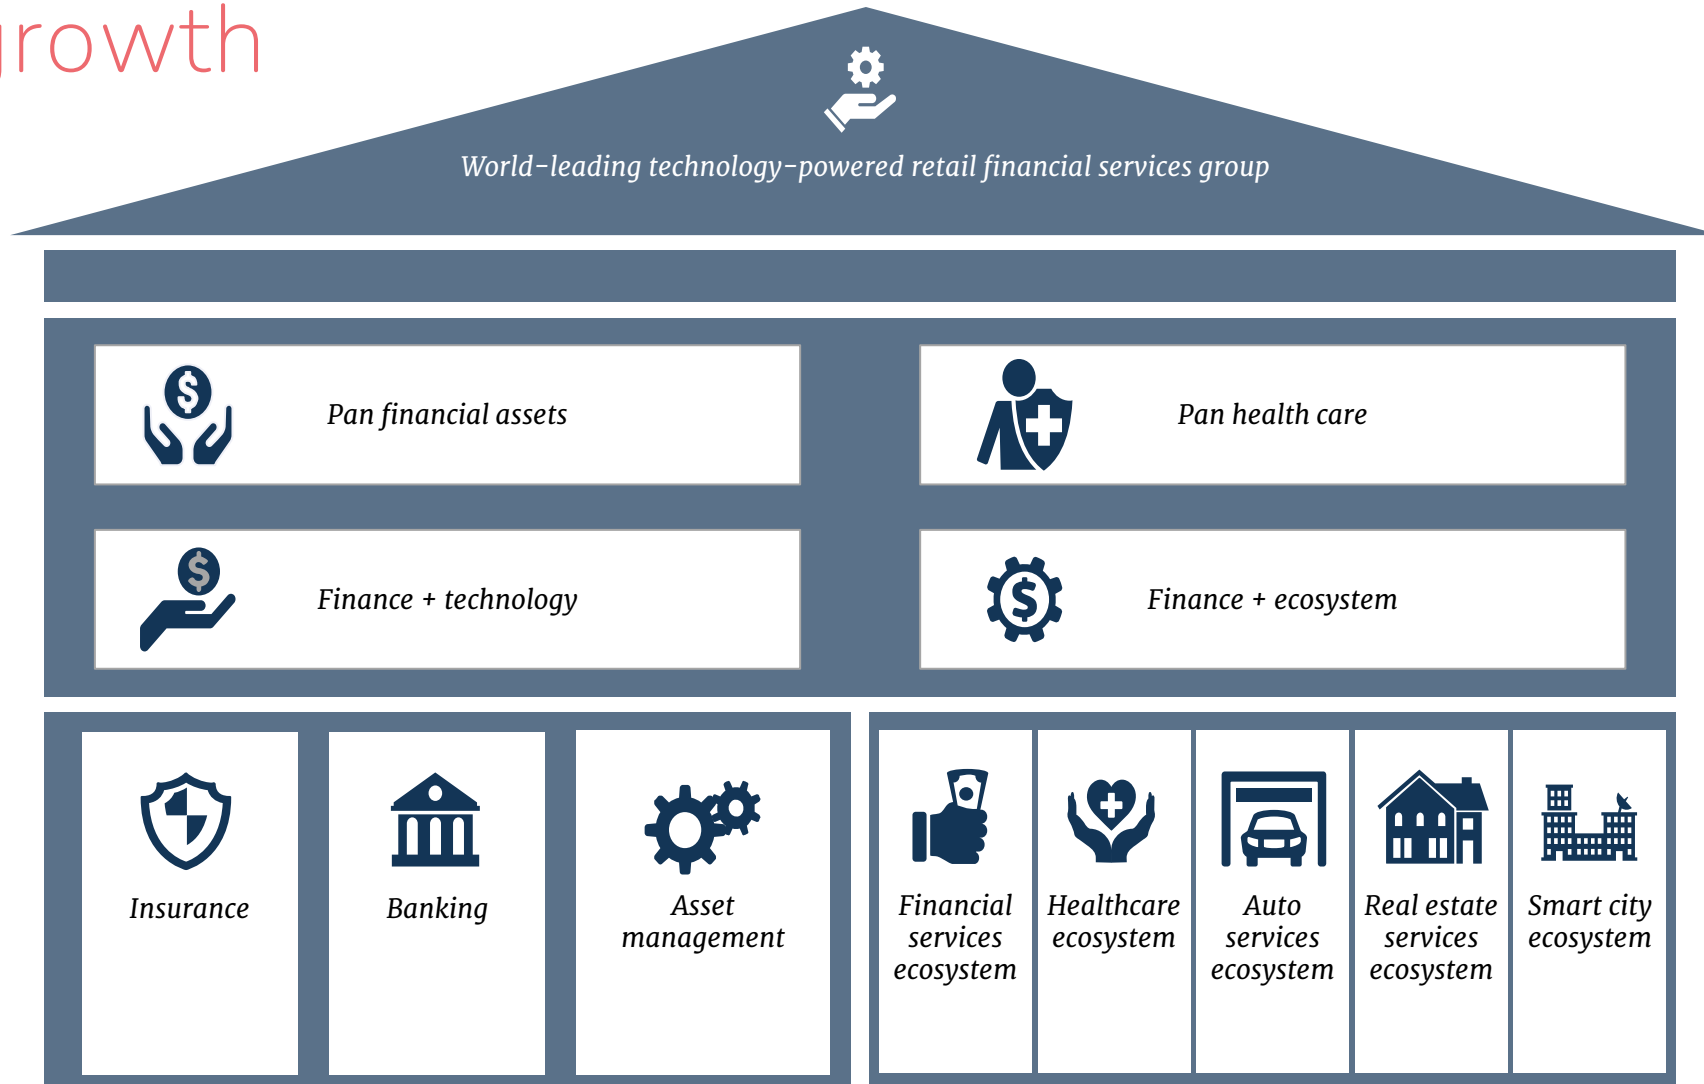 growth
World-leading technology-powered retail financial services group
Pan financial assets
Pan health care
Finance + technology
Finance + ecosystem
Insurance
Banking
Asset
management
Financial
services
ecosystem
Healthcare
ecosystem
Auto
services
ecosystem
Real estate
services
ecosystem
Smart city
ecosystem